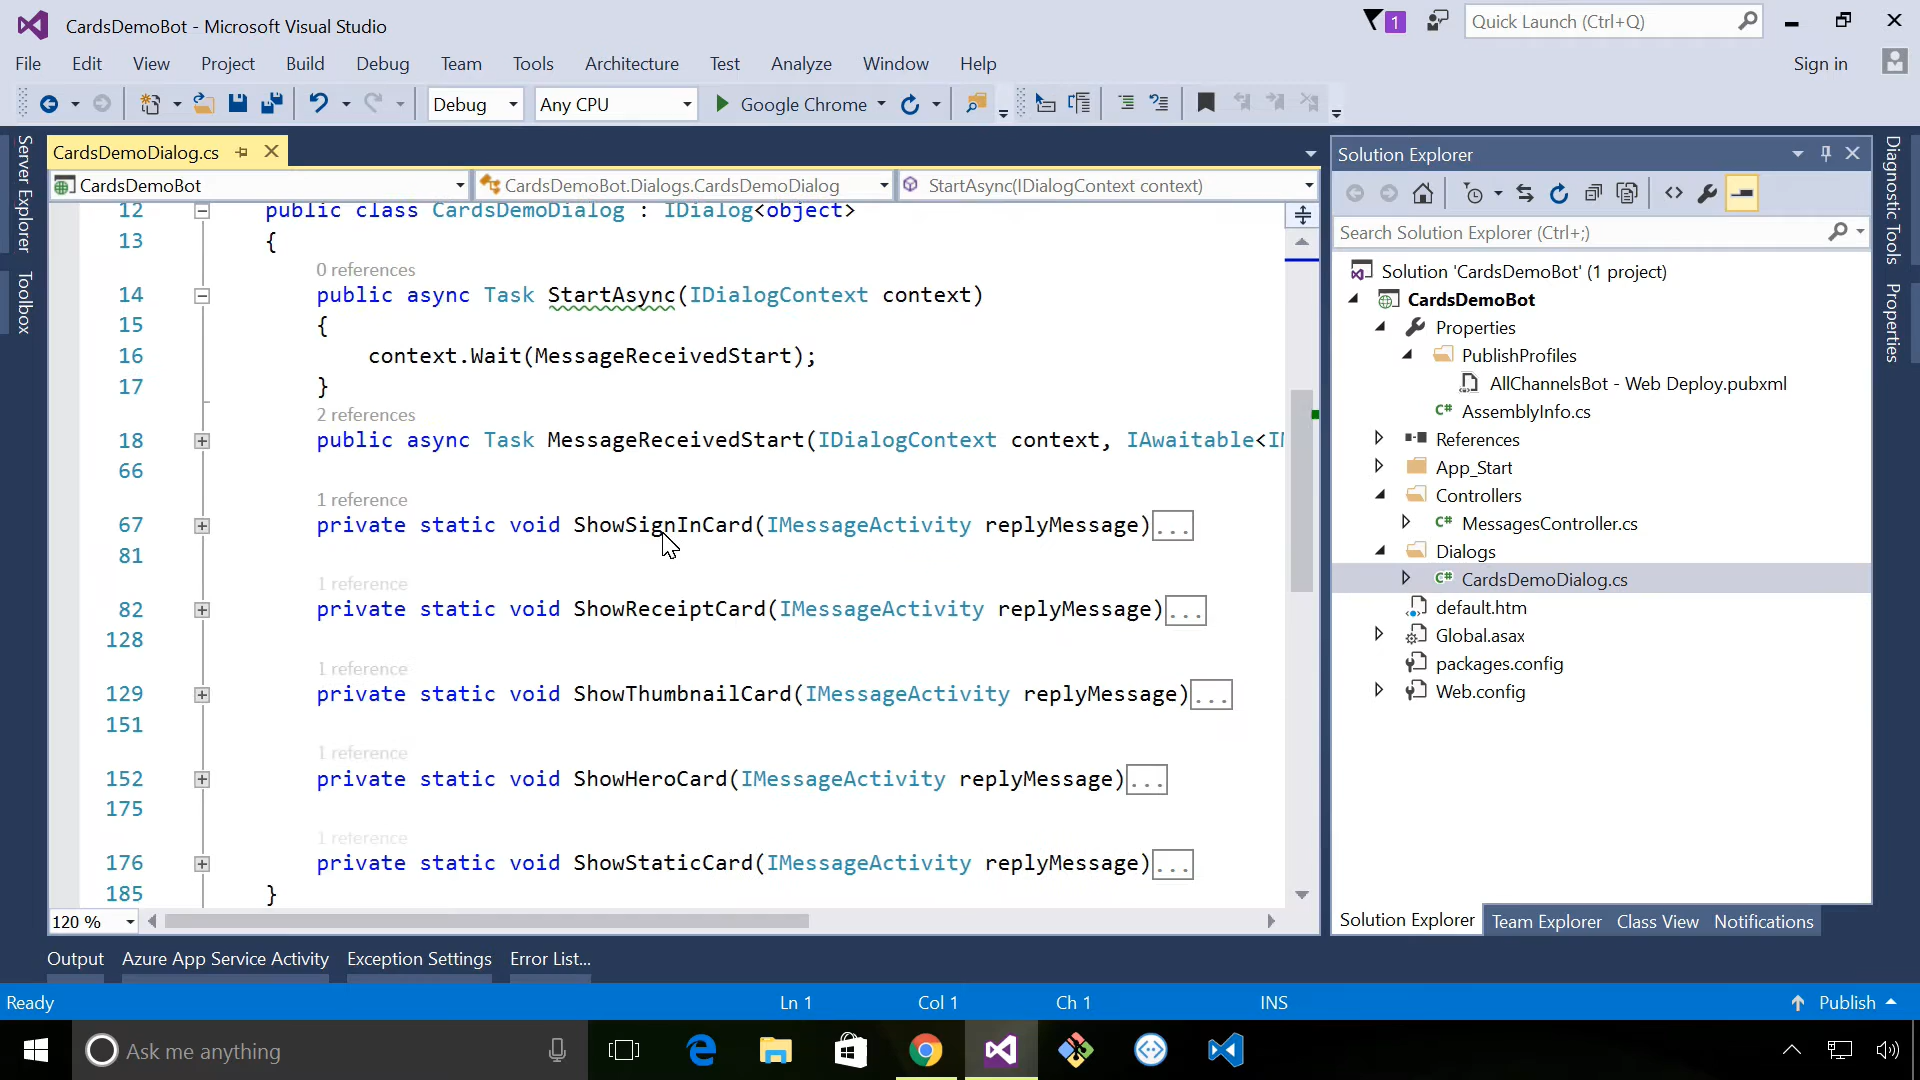 CardsDemoBot - Microsoft Visual Studio
1
Quick Launch (Ctrl+Q)
File Edit View Project Build Debug Team Tools Architecture Test Analyze Window Help
Sign in
Debug Any CPU Google Chrome
Server Explorer
Toolbox
CardsDemoDialog.cs
CardsDemoBot CardsDemoBot.Dialogs.CardsDemoDialog StartAsync(IDialogContext context)
12 public class CardsDemoDialog : IDialog<object>
13 {
0 references
14 public async Task StartAsync(IDialogContext context)
15 {
16 context.Wait(MessageReceivedStart);
17 }
2 references
18 public async Task MessageReceivedStart(IDialogContext context, IAwaitable<IM
66
1 reference
67 private static void ShowSignInCard(IMessageActivity replyMessage)...
81
1 reference
82 private static void ShowReceiptCard(IMessageActivity replyMessage)...
128
1 reference
129 private static void ShowThumbnailCard(IMessageActivity replyMessage)...
151
1 reference
152 private static void ShowHeroCard(IMessageActivity replyMessage)...
175
1 reference
176 private static void ShowStaticCard(IMessageActivity replyMessage)...
185 }
120 %
Solution Explorer
Search Solution Explorer (Ctrl+;)
Solution 'CardsDemoBot' (1 project)
CardsDemoBot
Properties
PublishProfiles
AllChannelsBot - Web Deploy.pubxml
AssemblyInfo.cs
References
App_Start
Controllers
MessagesController.cs
Dialogs
CardsDemoDialog.cs
default.htm
Global.asax
packages.config
Web.config
Solution Explorer Team Explorer Class View Notifications
Diagnostic Tools
Properties
Output Azure App Service Activity Exception Settings Error List...
Ready Ln 1 Col 1 Ch 1 INS Publish
Ask me anything